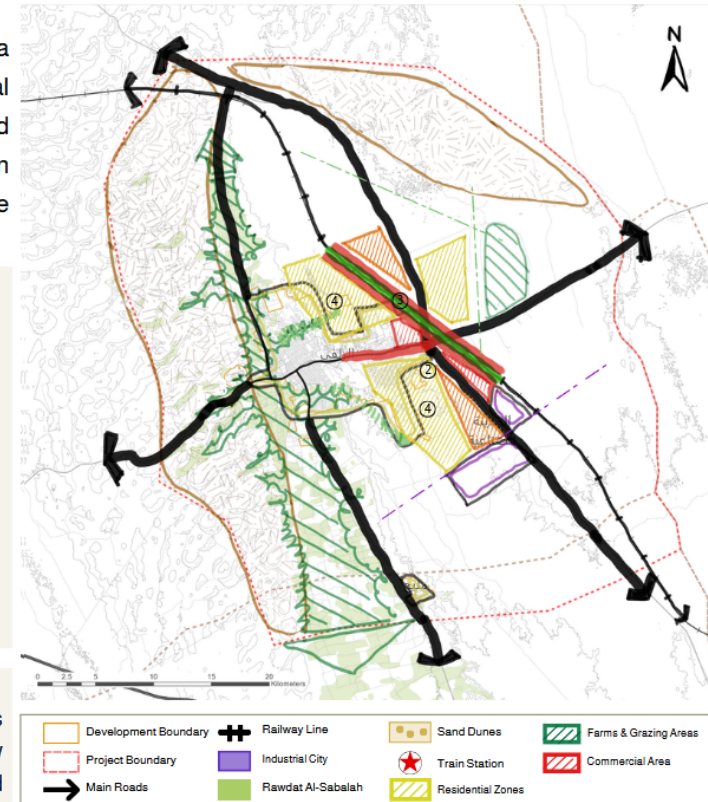 a
al
d
n
e
N
④
③
②
④
0 2.5 5 10 15 20
Kilometers
s
y
d
Development Boundary
Railway Line
Sand Dunes
Farms & Grazing Areas
Project Boundary
Industrial City
Train Station
Commercial Area
Main Roads
Rawdat Al-Sabalah
Residential Zones